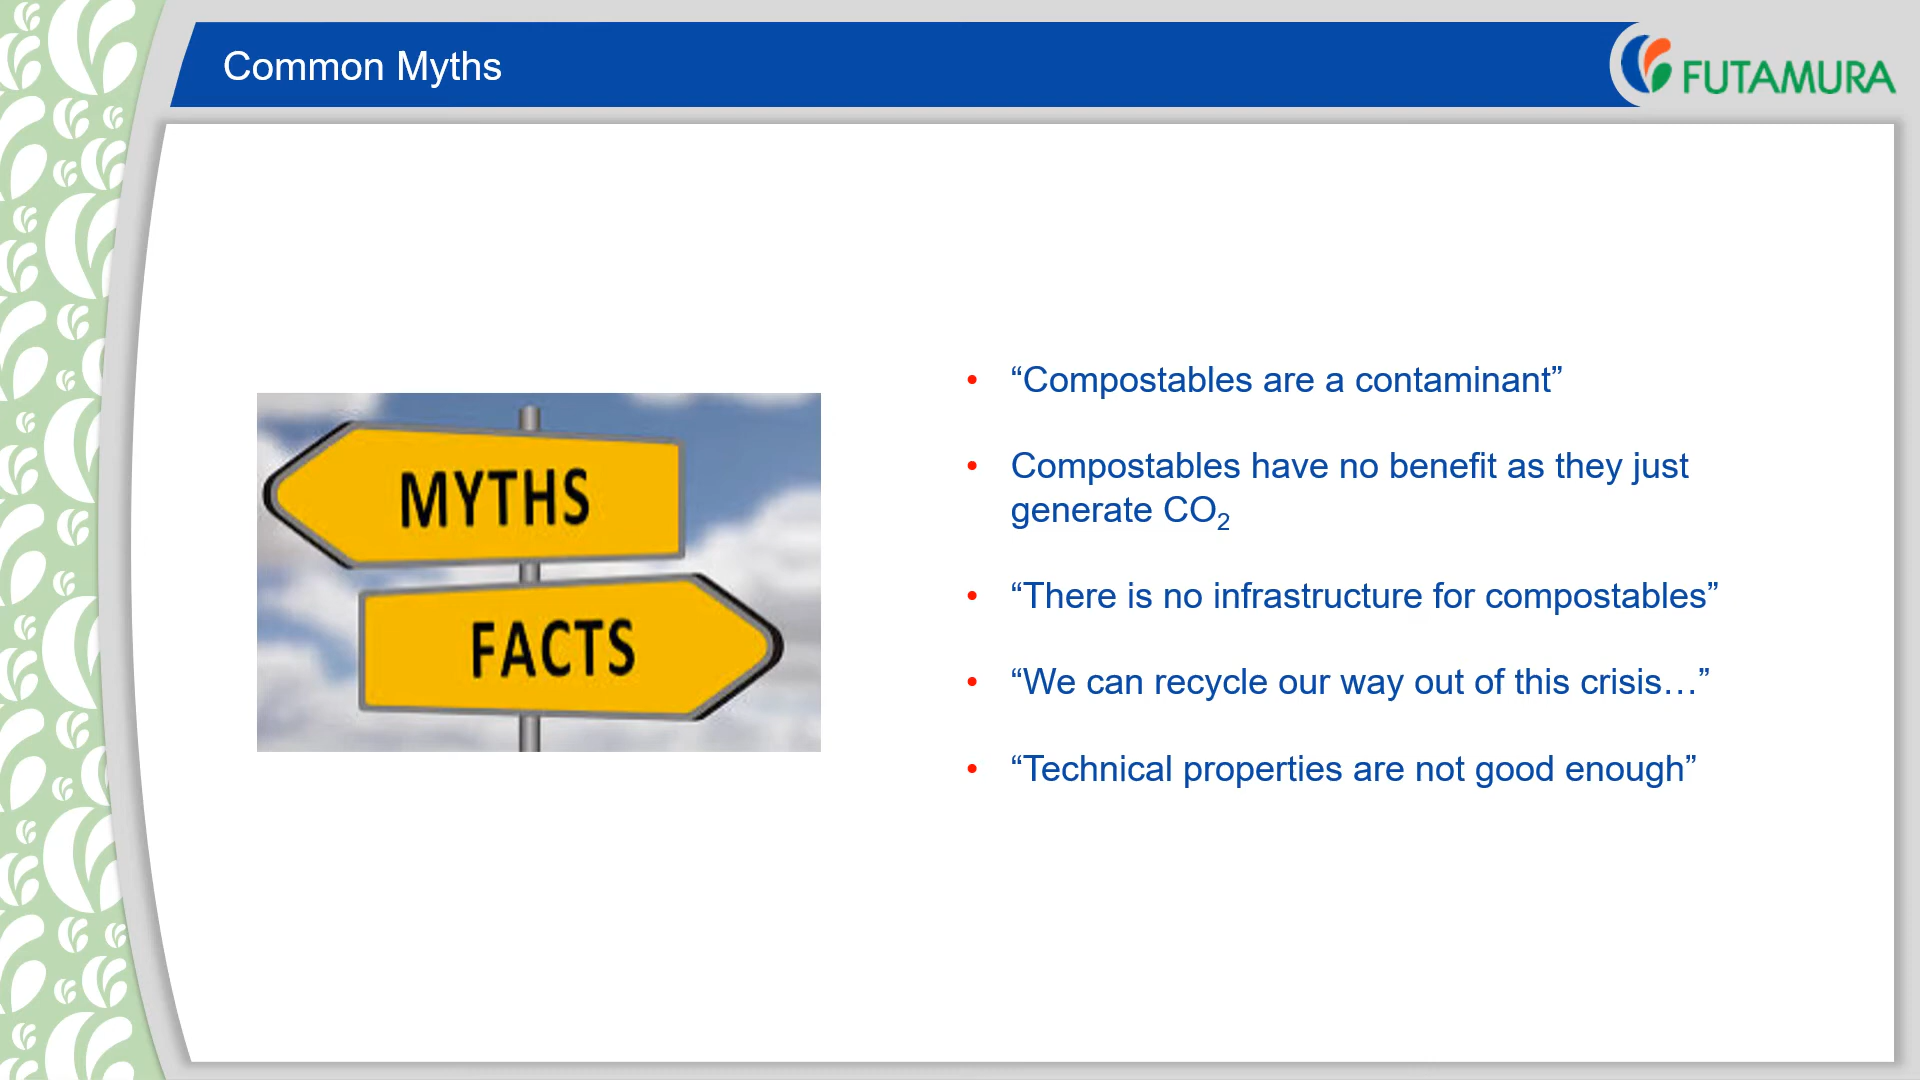 Common Myths
FUTAMURA
MYTHS
FACTS
• “Compostables are a contaminant”
• Compostables have no benefit as they just
generate CO₂
• “There is no infrastructure for compostables”
• “We can recycle our way out of this crisis…”
• “Technical properties are not good enough”